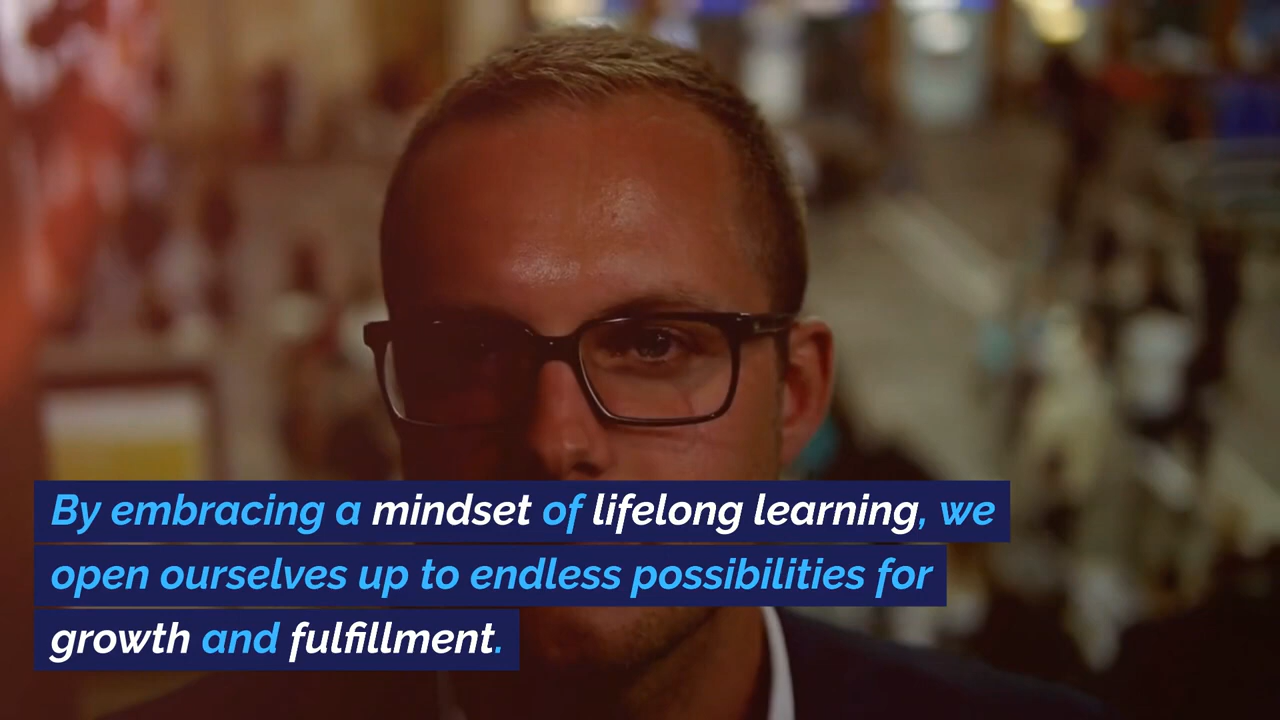 By embracing a mindset of lifelong learning, we
open ourselves up to endless possibilities for
growth and fulfillment.